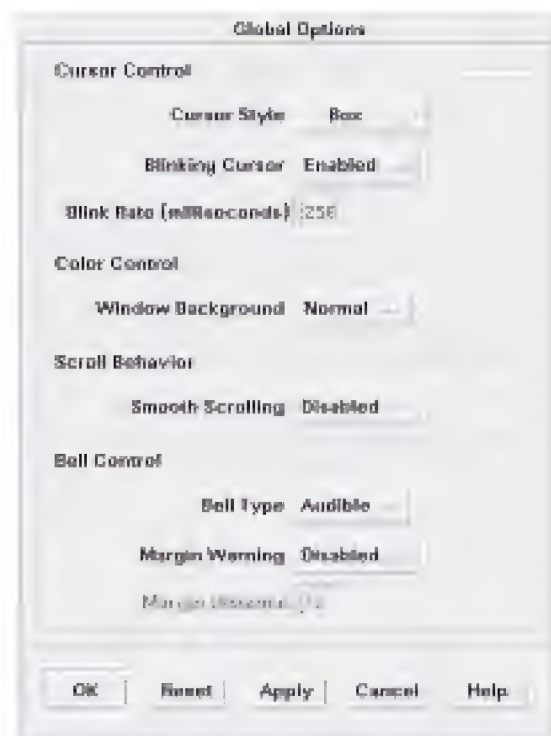 Global Options
Cursor Control
Cursor Style Box
Blinking Cursor Enabled
Blink Rate (milliseconds) 250
Color Control
Window Background Normal
Scroll Behavior
Smooth Scrolling Disabled
Bell Control
Bell Type Audible
Margin Warning Disabled
Margin
OK Reset Apply Cancel Help